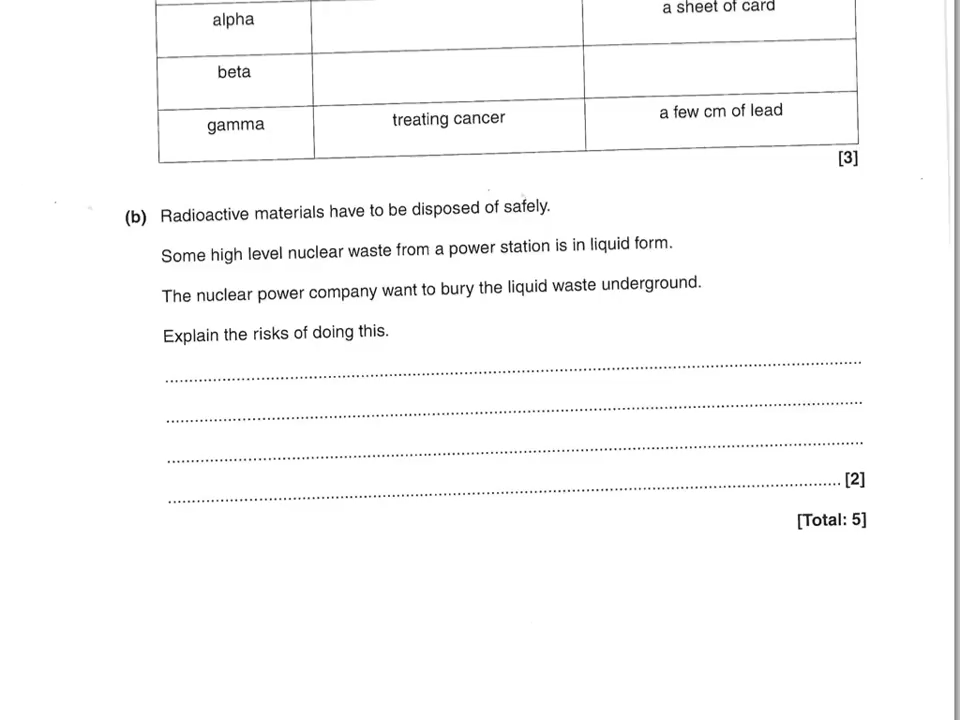 a sheet of card
alpha
beta
gamma treating cancer a few cm of lead
[3]
(b) Radioactive materials have to be disposed of safely.
Some high level nuclear waste from a power station is in liquid form.
The nuclear power company want to bury the liquid waste underground.
Explain the risks of doing this.
[2]
[Total: 5]